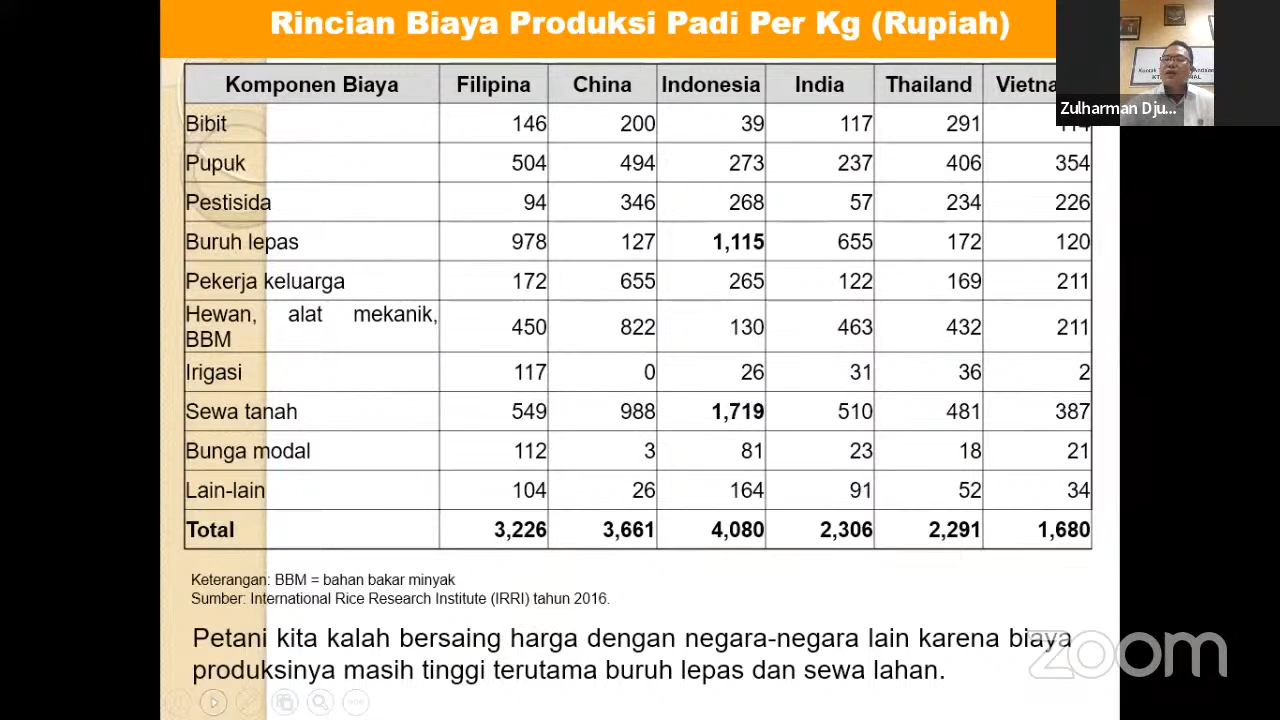 Rincian Biaya Produksi Padi Per Kg (Rupiah)
Komponen Biaya Filipina China Indonesia India Thailand
Bibit 146 200 39 117 291
Pupuk 504 494 273 237 406 354
Pestisida 94 346 268 57 234 226
Buruh lepas 978 127 1,115 655 172 120
Pekerja keluarga 172 655 265 122 169 211
Hewan, alat mekanik,
BBM 450 822 130 463 432 211
Irigasi 117 0 26 31 36 2
Sewa tanah 549 988 1,719 510 481 387
Bunga modal 112 3 81 23 18 21
Lain-lain 104 26 164 91 52 34
Total 3,226 3,661 4,080 2,306 2,291 1,680
Keterangan: BBM = bahan bakar minyak
Sumber: International Rice Research Institute (IRRI) tahun 2016.
Petani kita kalah bersaing harga dengan negara-negara lain karena biaya
produksinya masih tinggi terutama buruh lepas dan sewa lahan.
Zulharman Dju...
zoom